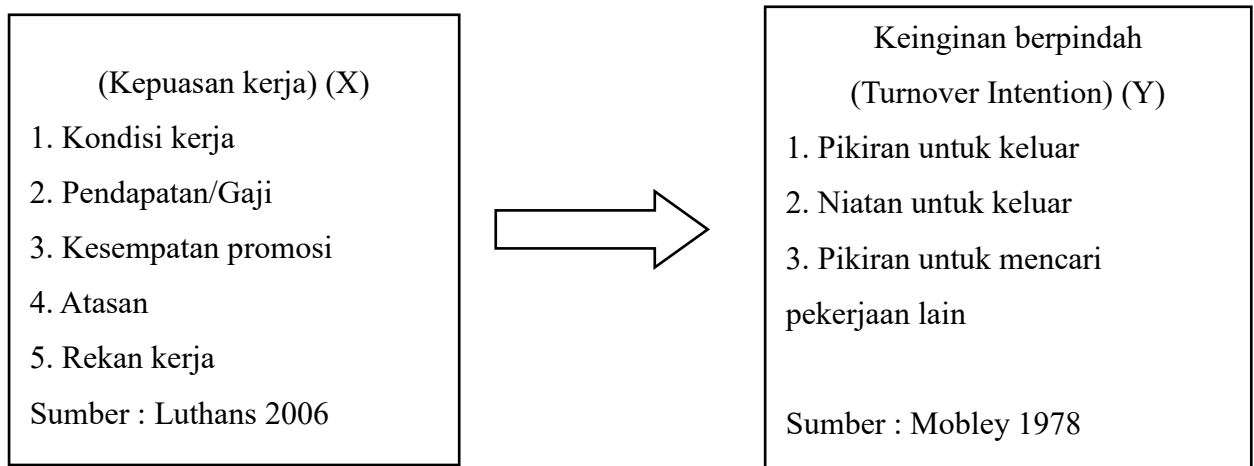 (Kepuasan kerja) (X)
1. Kondisi kerja
2. Pendapatan/Gaji
3. Kesempatan promosi
4. Atasan
5. Rekan kerja
Sumber : Luthans 2006
Keinginan berpindah
(Turnover Intention) (Y)
1. Pikiran untuk keluar
2. Niatan untuk keluar
3. Pikiran untuk mencari
pekerjaan lain
Sumber : Mobley 1978